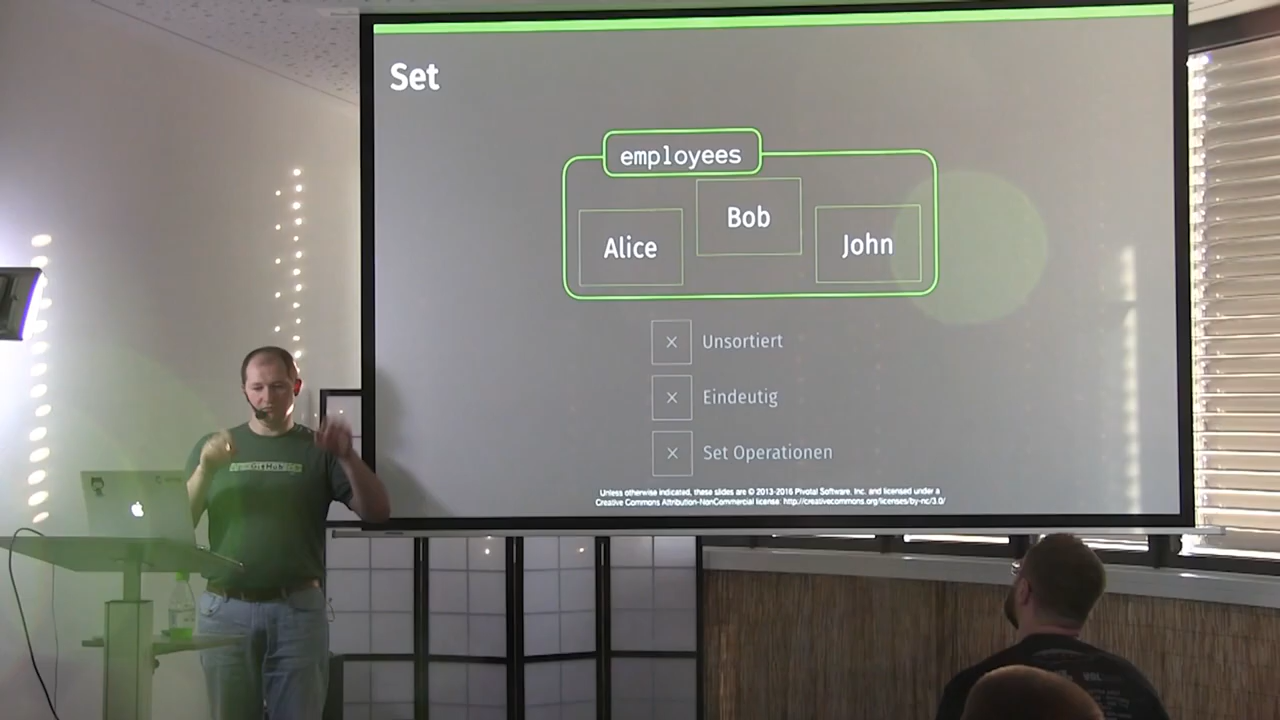 Set
employees
Alice
Bob
John
Unsortiert
Eindeutig
Set Operationen
Unless otherwise indicated, these slides are © 2013-2016 Pivotal Software, Inc. and licensed under a
Creative Commons Attribution-NonCommercial license: http://creativecommons.org/licenses/by-nc/3.0/